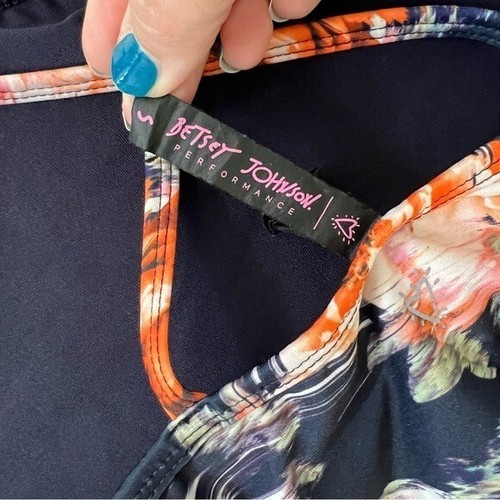 S
BETSEY JOHNSON.
PERFORMANCE